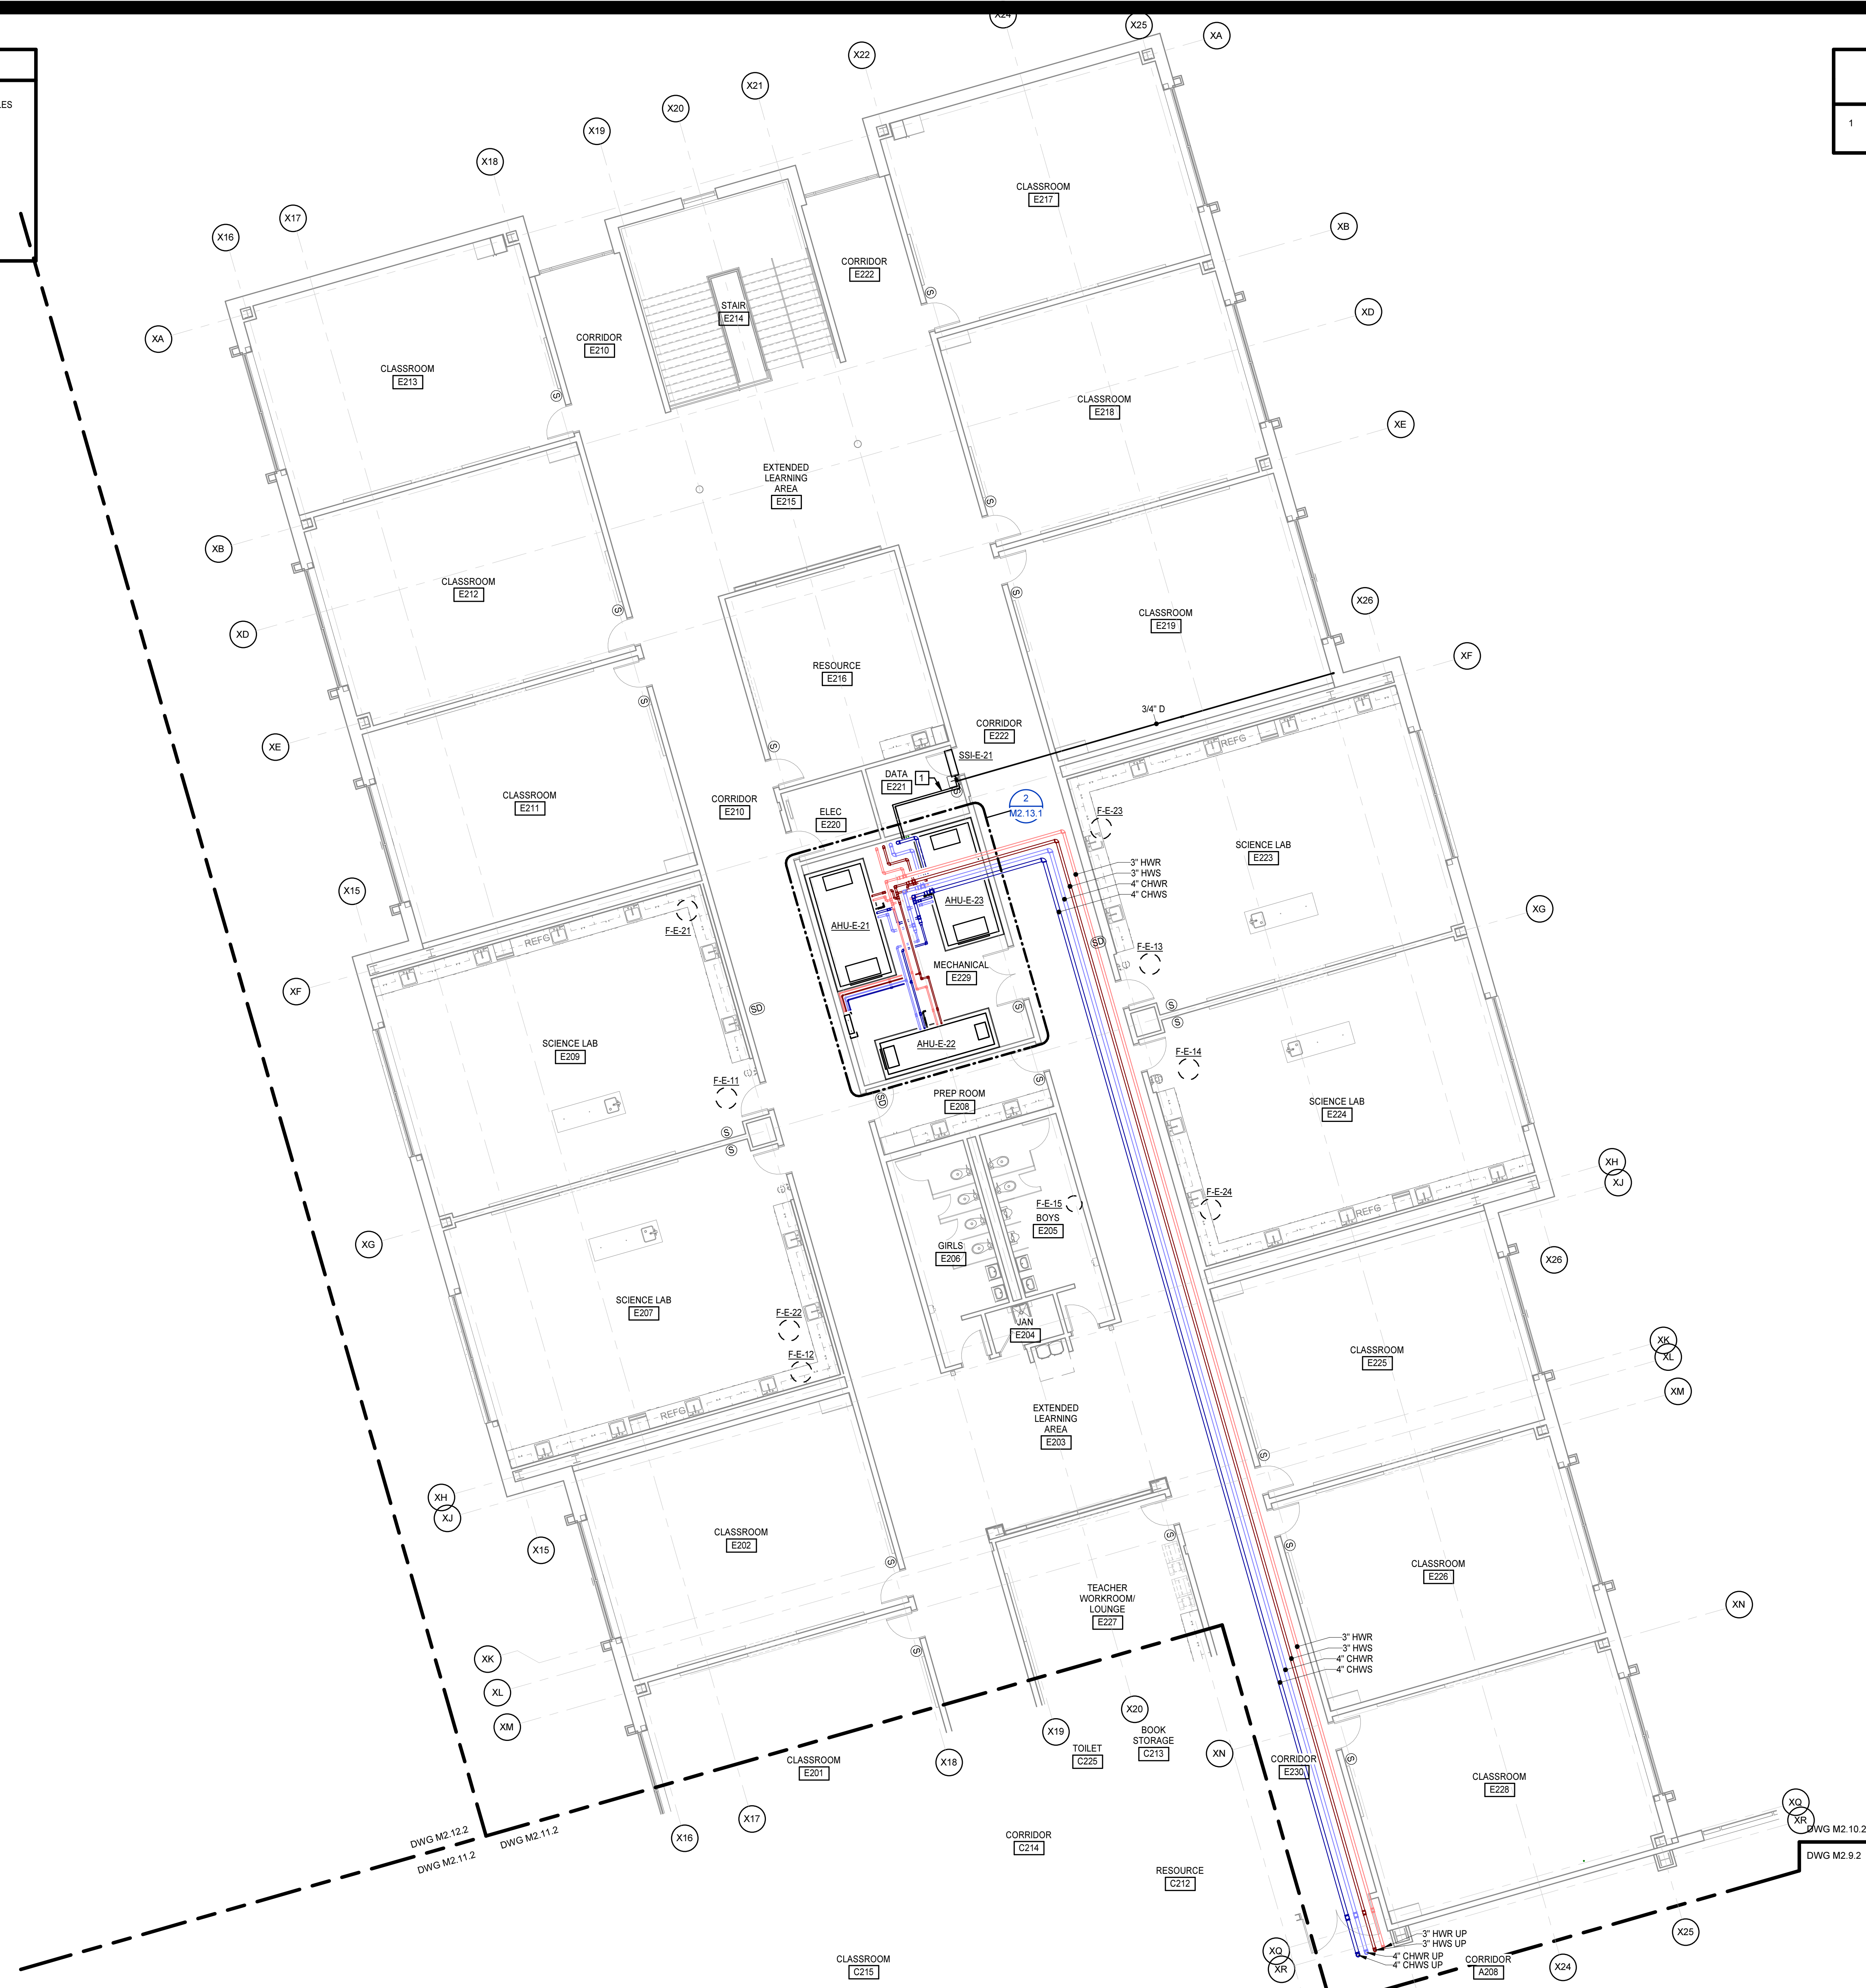 X24
X25
XA
X22
X21
X20
X19
X18
X17
X16
LES
1
CLASSROOM
E217
XB
CORRIDOR
E222
STAIR
E214
XD
XA
CORRIDOR
E210
CLASSROOM
E213
CLASSROOM
E218
XE
EXTENDED
LEARNING
AREA
E215
XB
CLASSROOM
E212
XD
X26
CLASSROOM
E219
XF
RESOURCE
E216
3/4" D
XE
CORRIDOR
E222
REFG
SSI-E-21
DATA
E221
1
CLASSROOM
E211
CORRIDOR
E210
ELEC
E220
2
M2.13.1
F-E-23
SCIENCE LAB
E223
3" HWR
3" HWS
4" CHWR
4" CHWS
X15
AHU-E-21
AHU-E-23
XG
F-E-21
REFG
SD
F-E-13
MECHANICAL
E229
XF
SD
S
S
SCIENCE LAB
E209
AHU-E-22
F-E-14
F-E-11
SD
PREP ROOM
E208
SCIENCE LAB
E224
S
S
XH
XJ
F-E-24
F-E-15
BOYS
E205
REFG
XG
GIRLS
E206
X26
SCIENCE LAB
E207
F-E-22
JAN
E204
F-E-12
XK
XL
CLASSROOM
E225
XM
REFG
EXTENDED
LEARNING
AREA
E203
XH
XJ
X15
CLASSROOM
E202
CLASSROOM
E226
TEACHER
WORKROOM/
LOUNGE
E227
XN
3" HWR
3" HWS
4" CHWR
4" CHWS
XK
XL
XM
X20
X19
BOOK
STORAGE
C213
TOILET
C225
XN
X18
CLASSROOM
E201
CORRIDOR
E230
CLASSROOM
E228
X17
X16
XQ
XR
DWG M2.10.2
DWG M2.9.2
DWG M2.12.2
DWG M2.11.2
DWG M2.11.2
CORRIDOR
C214
RESOURCE
C212
X25
3" HWR UP
3" HWS UP
4" CHWR UP
4" CHWS UP
XQ
XR
CLASSROOM
C215
CORRIDOR
A208
X24